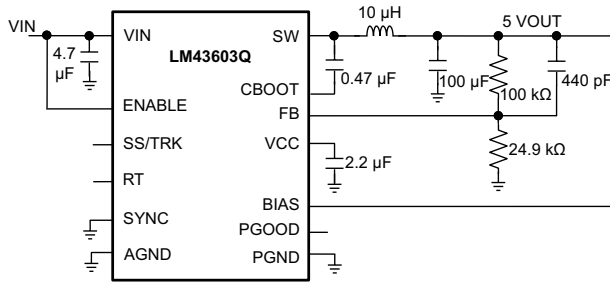 VIN
4.7
µF
VIN
ENABLE
SS/TRK
RT
SYNC
AGND
LM43603Q
SW
CBOOT
FB
VCC
BIAS
PGOOD
PGND
10 µH
0.47 µF
2.2 µF
100 µF
5 VOUT
100 kΩ
24.9 kΩ
440 pF